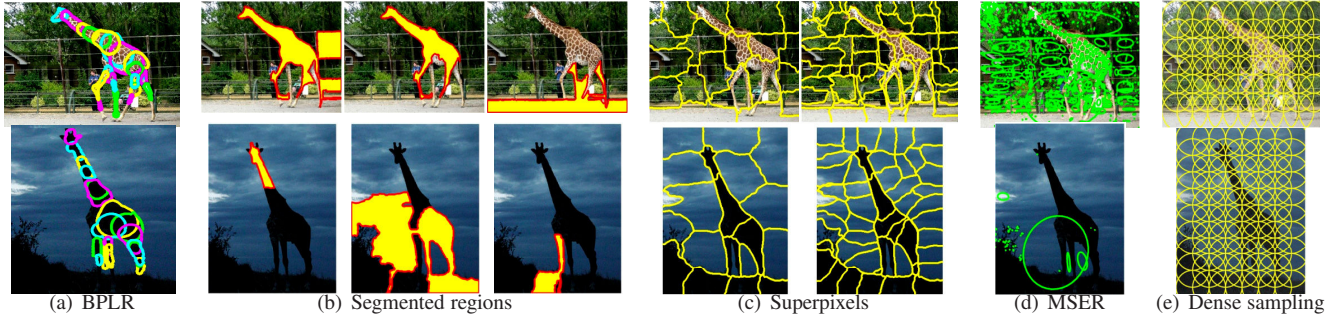 (a) BPLR
(b) Segmented regions
(c) Superpixels
(d) MSER
(e) Dense sampling